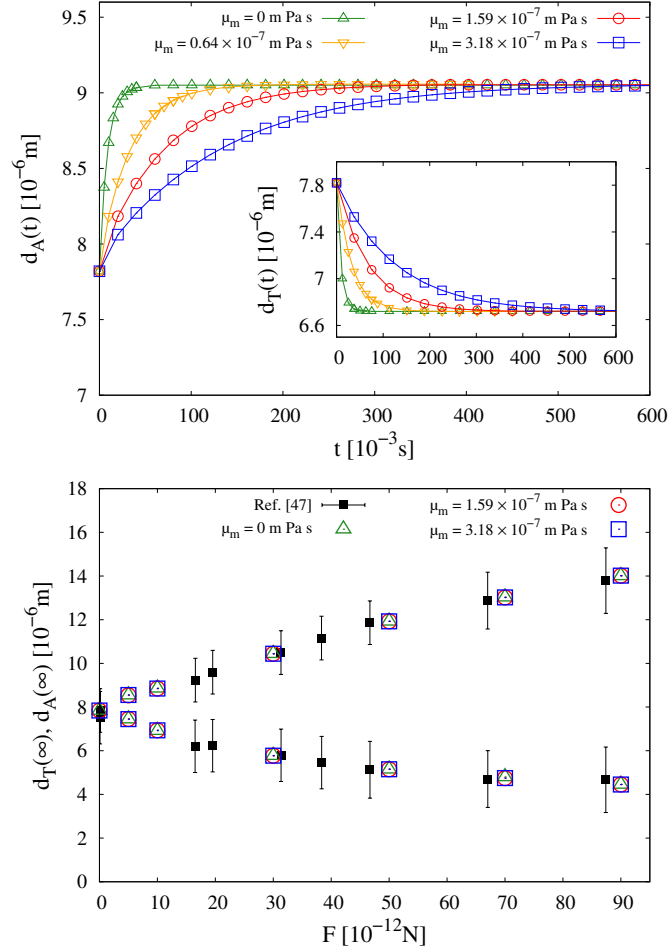 μm = 0 m Pa s
μm = 0.64 × 10⁻⁷ m Pa s
μm = 1.59 × 10⁻⁷ m Pa s
μm = 3.18 × 10⁻⁷ m Pa s
9.5
9
8.5
8
7.5
7
dA(t) [10⁻⁶m]
0 100 200 300 400 500 600
t [10⁻³s]
7.8
7.4
7
6.6
dT(t) [10⁻⁶m]
0 100 200 300 400 500 600
Ref. [47]
μm = 0 m Pa s
μm = 1.59 × 10⁻⁷ m Pa s
μm = 3.18 × 10⁻⁷ m Pa s
18
16
14
12
10
8
6
4
2
0
dT(∞), dA(∞) [10⁻⁶m]
0 10 20 30 40 50 60 70 80 90
F [10⁻¹²N]